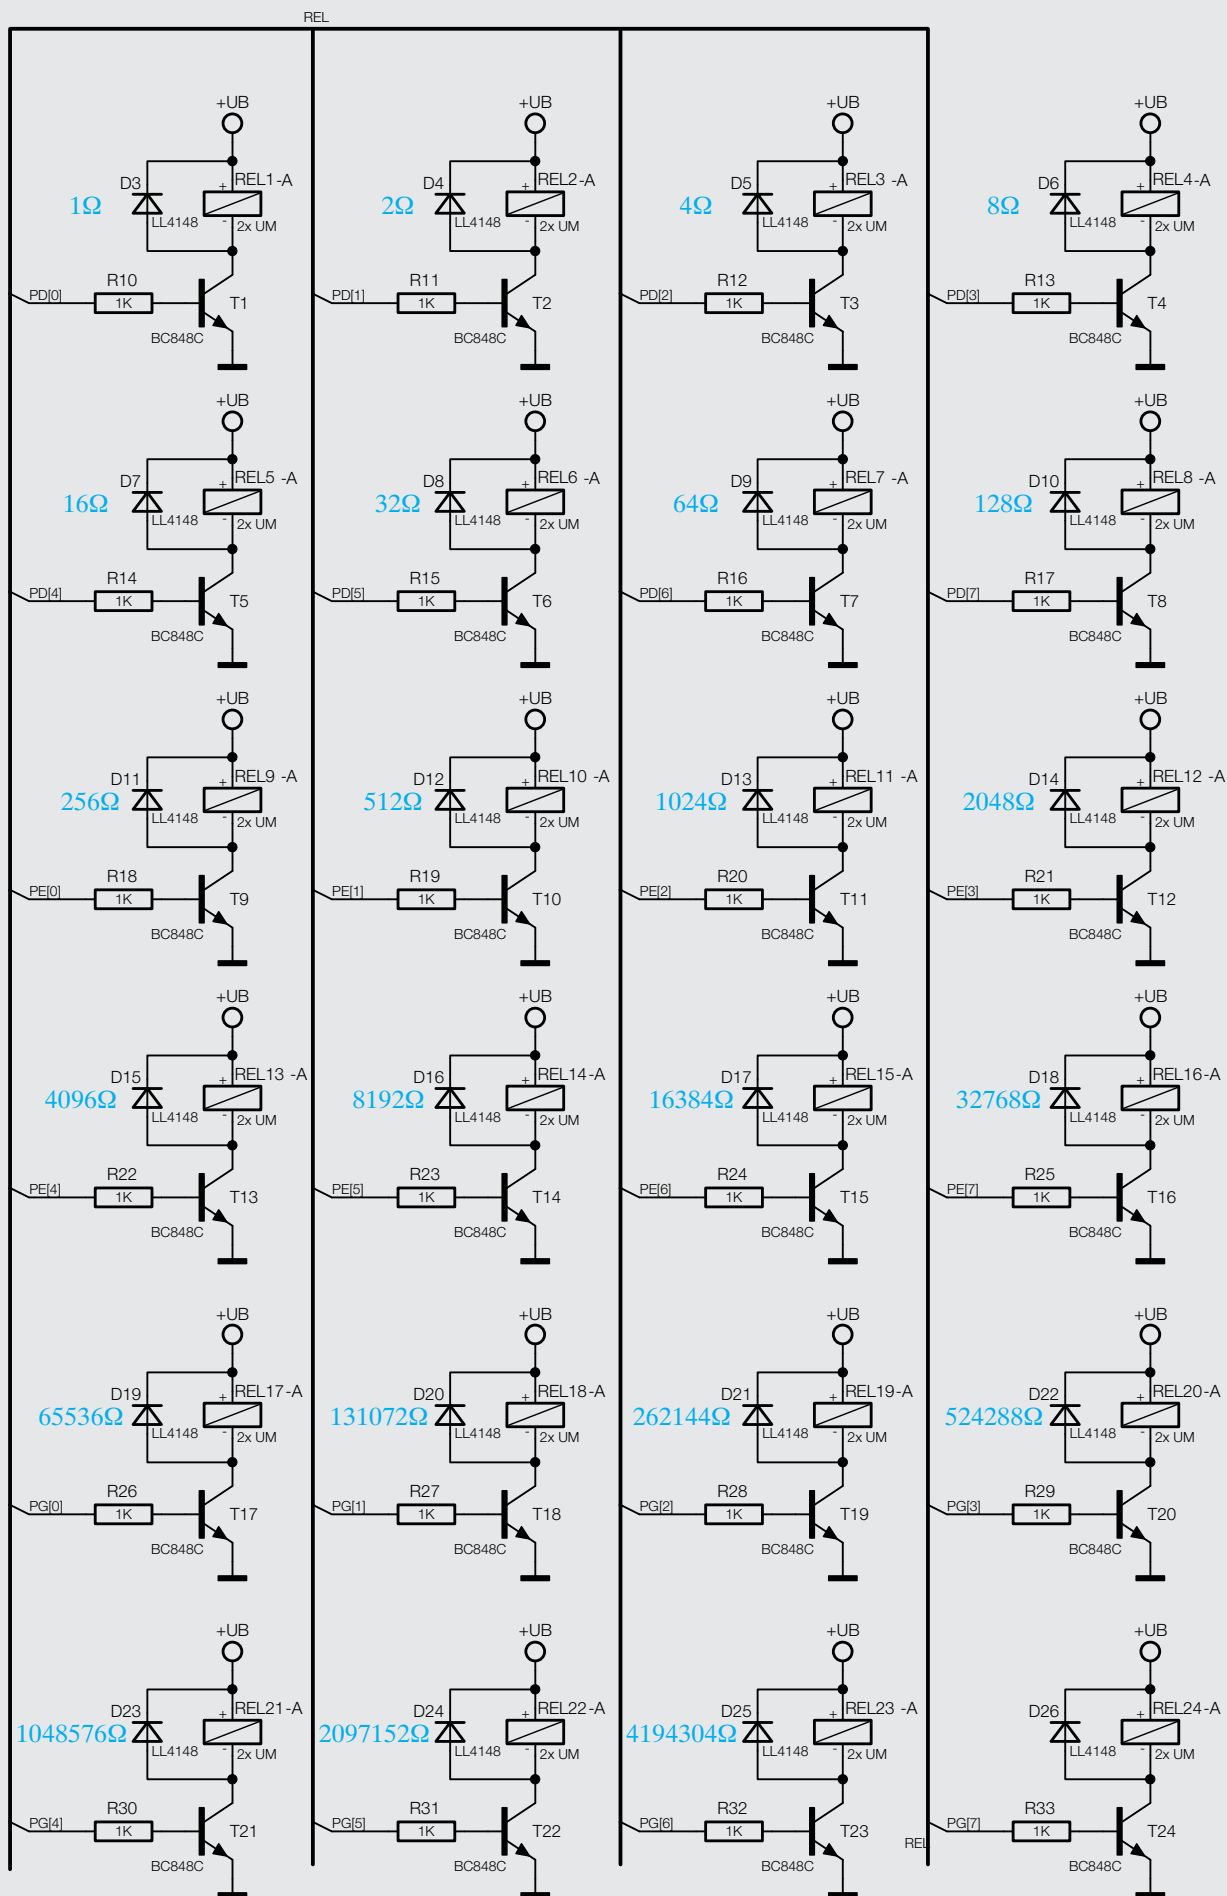 REL
+UB +UB +UB +UB
D3 + REL1-A D4 + REL2-A D5 + REL3 -A D6 + REL4-A
1Ω 2Ω 4Ω 8Ω
LL4148 - 2x UM LL4148 - 2x UM LL4148 - 2x UM LL4148 - 2x UM
R10 R11 R12 R13
PD[0] 1K T1 PD[1] 1K T2 PD[2] 1K T3 PD[3] 1K T4
BC848C BC848C BC848C BC848C
+UB +UB +UB +UB
D7 + REL5 -A D8 + REL6 -A D9 + REL7 -A D10 + REL8 -A
16Ω 32Ω 64Ω 128Ω
LL4148 - 2x UM LL4148 - 2x UM LL4148 - 2x UM LL4148 - 2x UM
R14 R15 R16 R17
PD[4] 1K T5 PD[5] 1K T6 PD[6] 1K T7 PD[7] 1K T8
BC848C BC848C BC848C BC848C
+UB +UB +UB +UB
D11 + REL9 -A D12 + REL10 -A D13 + REL11 -A D14 + REL12 -A
256Ω 512Ω 1024Ω 2048Ω
LL4148 - 2x UM LL4148 - 2x UM LL4148 - 2x UM LL4148 - 2x UM
R18 R19 R20 R21
PE[0] 1K T9 PE[1] 1K T10 PE[2] 1K T11 PE[3] 1K T12
BC848C BC848C BC848C BC848C
+UB +UB +UB +UB
D15 + REL13 -A D16 + REL14-A D17 + REL15-A D18 + REL16-A
4096Ω 8192Ω 16384Ω 32768Ω
LL4148 - 2x UM LL4148 - 2x UM LL4148 - 2x UM LL4148 - 2x UM
R22 R23 R24 R25
PE[4] 1K T13 PE[5] 1K T14 PE[6] 1K T15 PE[7] 1K T16
BC848C BC848C BC848C BC848C
+UB +UB +UB +UB
D19 + REL17-A D20 + REL18-A D21 + REL19-A D22 + REL20-A
65536Ω 131072Ω 262144Ω 524288Ω
LL4148 - 2x UM LL4148 - 2x UM LL4148 - 2x UM LL4148 - 2x UM
R26 R27 R28 R29
PG[0] 1K T17 PG[1] 1K T18 PG[2] 1K T19 PG[3] 1K T20
BC848C BC848C BC848C BC848C
+UB +UB +UB +UB
D23 + REL21-A D24 + REL22-A D25 + REL23 -A D26 + REL24-A
1048576Ω 2097152Ω 4194304Ω
LL4148 - 2x UM LL4148 - 2x UM LL4148 - 2x UM LL4148 - 2x UM
R30 R31 R32 R33
PG[4] 1K T21 PG[5] 1K T22 PG[6] 1K T23 PG[7] 1K T24
REL
BC848C BC848C BC848C BC848C